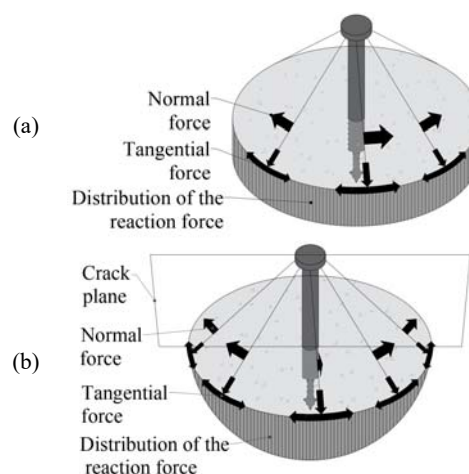 (a)
Normal
force
Tangential
force
Distribution of the
reaction force
(b)
Crack
plane
Normal
force
Tangential
force
Distribution of the
reaction force